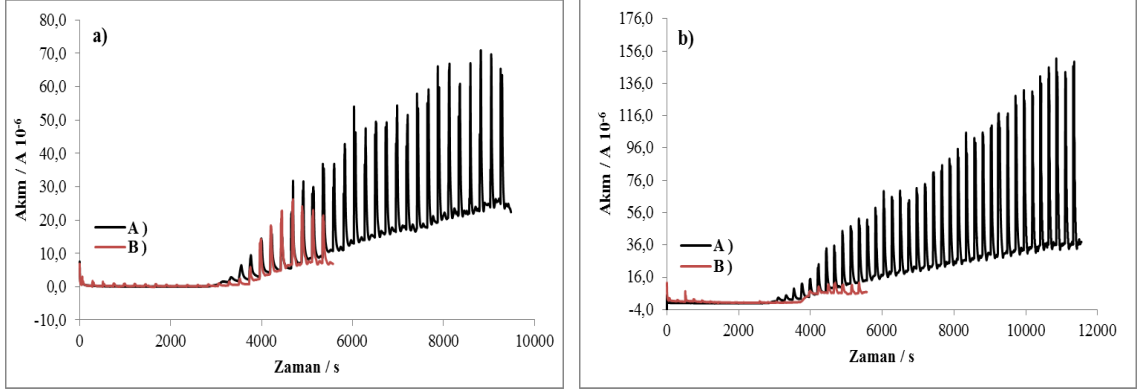 a)
80,0
70,0
60,0
50,0
40,0
30,0
20,0
10,0
0,0
-10,0
Akım / A 10⁻⁶
A )
B )
0 2000 4000 6000 8000 10000
Zaman / s
b)
176,0
156,0
136,0
116,0
96,0
76,0
56,0
36,0
16,0
-4,0
Akım / A 10⁻⁶
A )
B )
0 2000 4000 6000 8000 10000 12000
Zaman / s